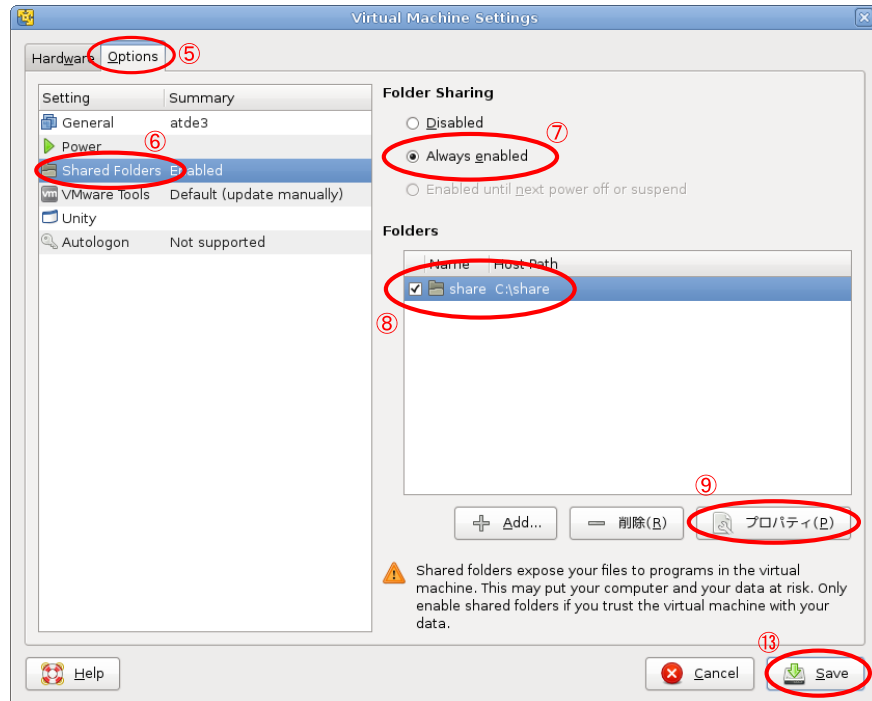 Virtual Machine Settings
Hardware Options ⑤
Setting Summary
General atde3
Power ⑥
Shared Folders Enabled
VMware Tools Default (update manually)
Unity
Autologon Not supported
Folder Sharing
Disabled
⑦
Always enabled
Enabled until next power off or suspend
Folders
Name Host Path
share C:\share
⑧
⑨
Add... 削除(R) プロパティ(P)
Shared folders expose your files to programs in the virtual
machine. This may put your computer and your data at risk. Only
enable shared folders if you trust the virtual machine with your
data.
⑬
Help Cancel Save